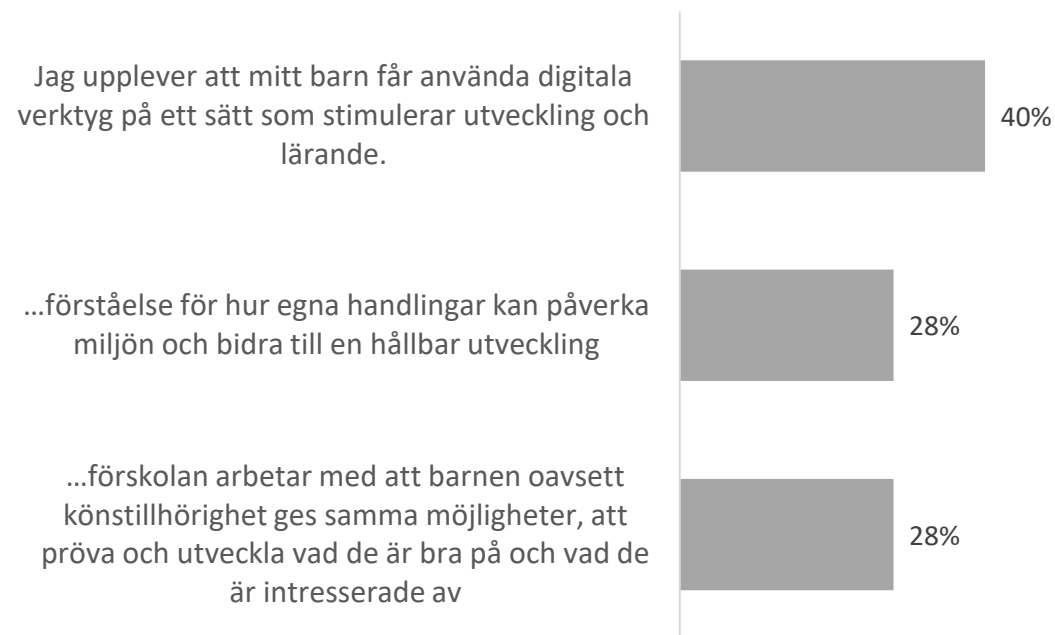 Jag upplever att mitt barn får använda digitala
verktyg på ett sätt som stimulerar utveckling och
lärande.
40%
...förståelse för hur egna handlingar kan påverka
miljön och bidra till en hållbar utveckling
28%
...förskolan arbetar med att barnen oavsett
könstillhörighet ges samma möjligheter, att
pröva och utveckla vad de är bra på och vad de
är intresserade av
28%